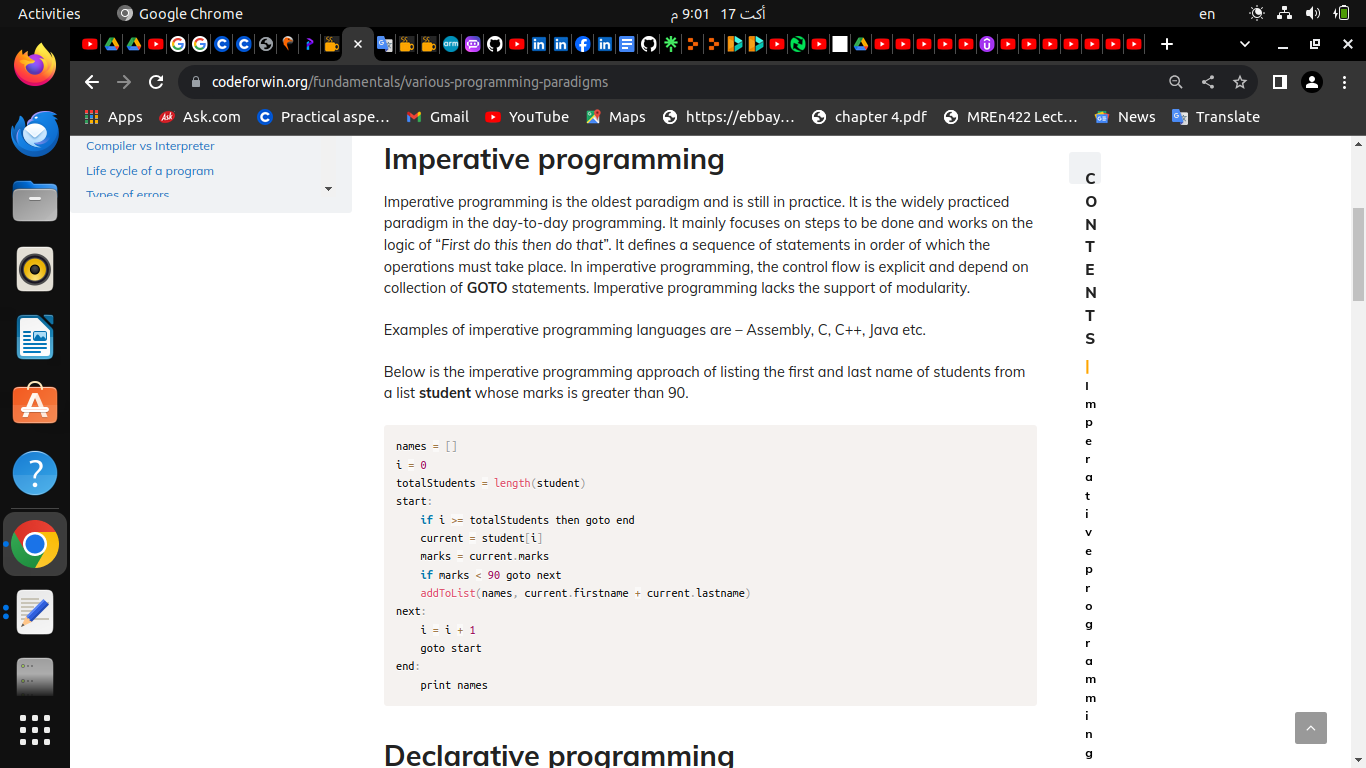 Activities
Google Chrome
أكت 17 9:01 م
en
codeforwin.org/fundamentals/various-programming-paradigms
Apps
Ask.com
Practical aspe…
Gmail
YouTube
Maps
https://ebbay…
chapter 4.pdf
MREn422 Lect…
News
Translate
Compiler vs Interpreter
Life cycle of a program
Types of errors
Imperative programming
Imperative programming is the oldest paradigm and is still in practice. It is the widely practiced
paradigm in the day-to-day programming. It mainly focuses on steps to be done and works on the
logic of “First do this then do that”. It defines a sequence of statements in order of which the
operations must take place. In imperative programming, the control flow is explicit and depend on
collection of GOTO statements. Imperative programming lacks the support of modularity.
Examples of imperative programming languages are – Assembly, C, C++, Java etc.
Below is the imperative programming approach of listing the first and last name of students from
a list student whose marks is greater than 90.
names = []
i = 0
totalStudents = length(student)
start:
    if i >= totalStudents then goto end
    current = student[i]
    marks = current.marks
    if marks < 90 goto next
    addToList(names, current.firstname + current.lastname)
next:
    i = i + 1
    goto start
end:
    print names
Declarative programming
CONTENTS
|
Imperative programming